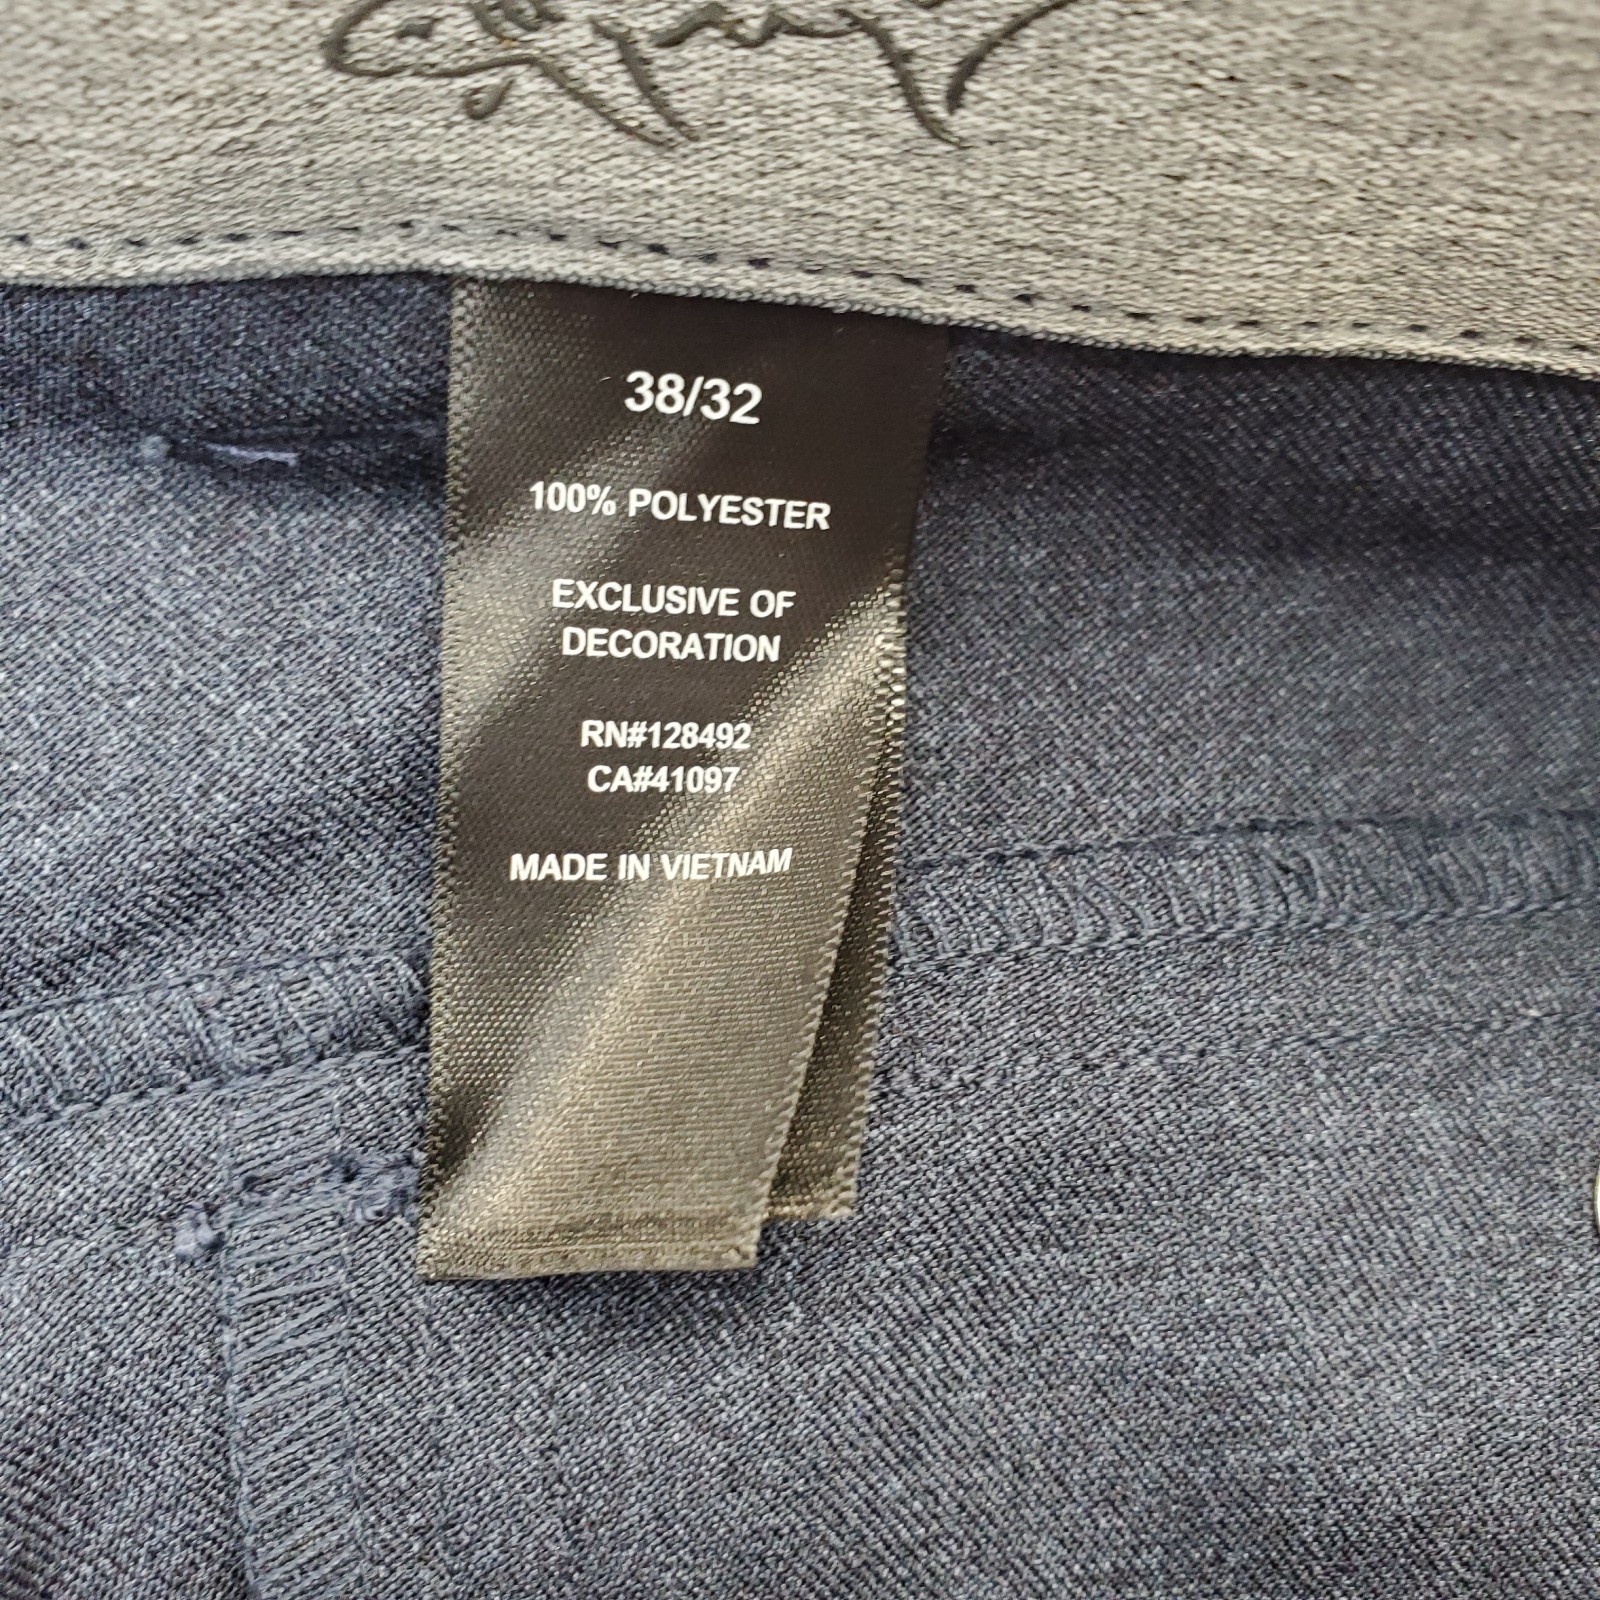 38/32
100% POLYESTER
EXCLUSIVE OF
DECORATION
RN#128492
CA#41097
MADE IN VIETNAM